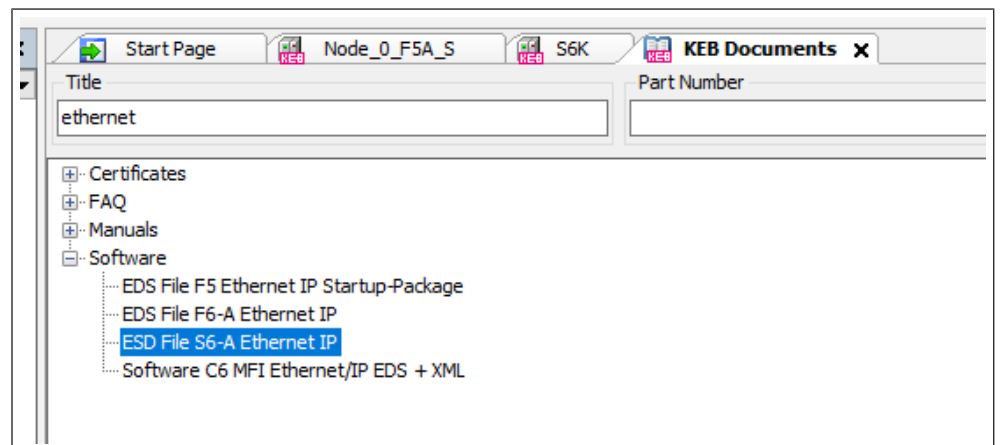 Start Page Node_0_F5A_S S6K KEB Documents x
Title Part Number
ethernet
Certificates
FAQ
Manuals
Software
EDS File F5 Ethernet IP Startup-Package
EDS File F6-A Ethernet IP
ESD File S6-A Ethernet IP
Software C6 MFI Ethernet/IP EDS + XML